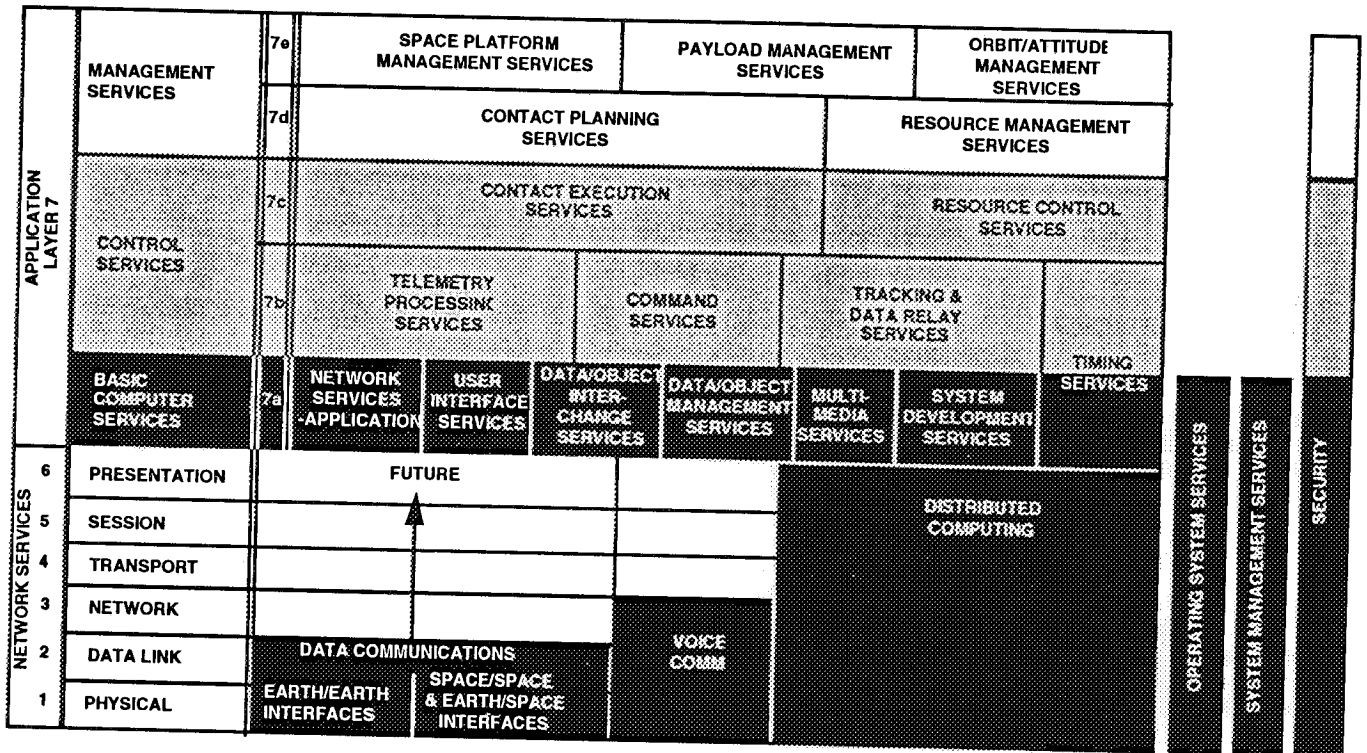 APPLICATION
LAYER 7
MANAGEMENT
SERVICES
7e
SPACE PLATFORM
MANAGEMENT SERVICES
PAYLOAD MANAGEMENT
SERVICES
ORBIT/ATTITUDE
MANAGEMENT
SERVICES
7d
CONTACT PLANNING
SERVICES
RESOURCE MANAGEMENT
SERVICES
CONTROL
SERVICES
7c
CONTACT EXECUTION
SERVICES
RESOURCE CONTROL
SERVICES
7b
TELEMETRY
PROCESSING
SERVICES
COMMAND
SERVICES
TRACKING &
DATA RELAY
SERVICES
TIMING
SERVICES
BASIC
COMPUTER
SERVICES
7a
NETWORK
SERVICES
-APPLICATION
USER
INTERFACE
SERVICES
DATA/OBJECT
INTER-
CHANGE
SERVICES
DATA/OBJECT
MANAGEMENT
SERVICES
MULTI-
MEDIA
SERVICES
SYSTEM
DEVELOPMENT
SERVICES
NETWORK SERVICES
6
PRESENTATION
FUTURE
5
SESSION
4
TRANSPORT
3
NETWORK
2
DATA LINK
DATA COMMUNICATIONS
1
PHYSICAL
EARTH/EARTH
INTERFACES
SPACE/SPACE
& EARTH/SPACE
INTERFACES
VOICE
COMM
DISTRIBUTED
COMPUTING
OPERATING SYSTEM SERVICES
SYSTEM MANAGEMENT SERVICES
SECURITY